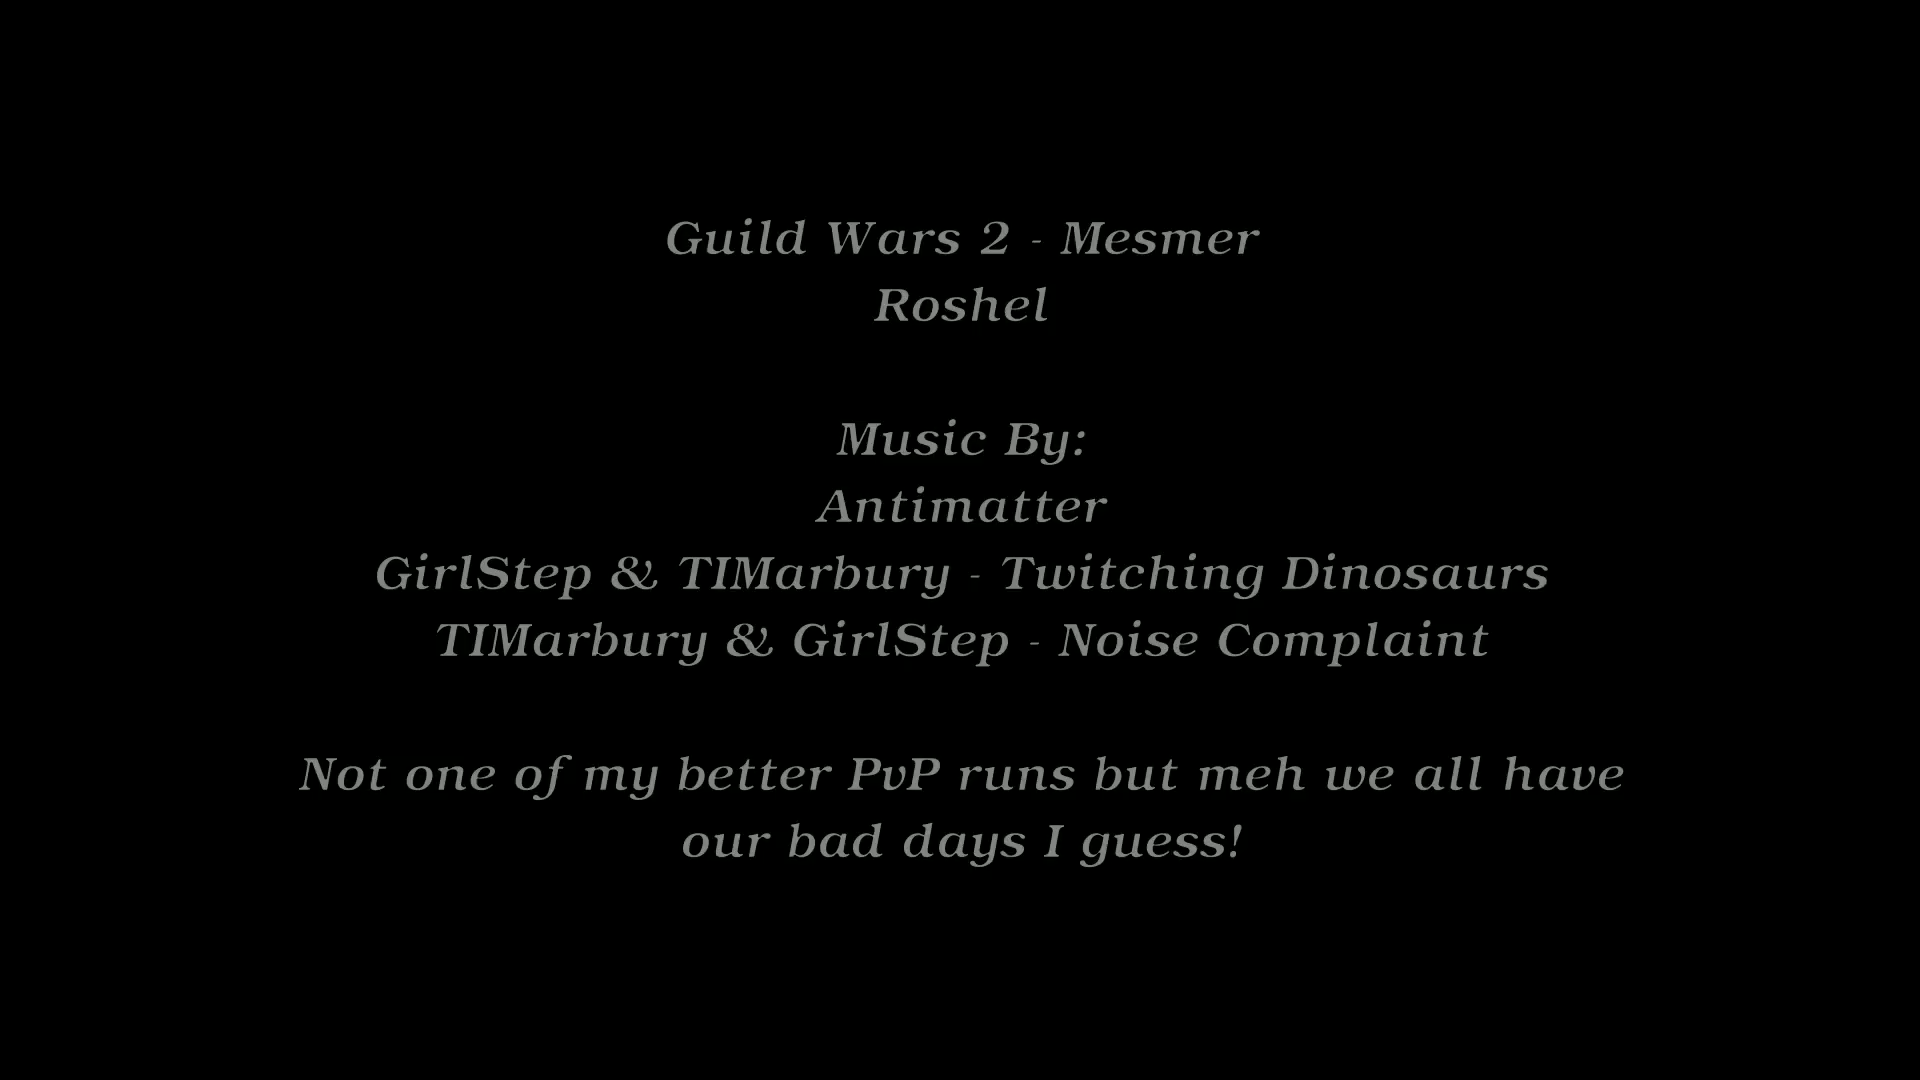 Guild Wars 2 - Mesmer
Roshel
Music By:
Antimatter
GirlStep & TIMarbury - Twitching Dinosaurs
TIMarbury & GirlStep - Noise Complaint
Not one of my better PvP runs but meh we all have
our bad days I guess!